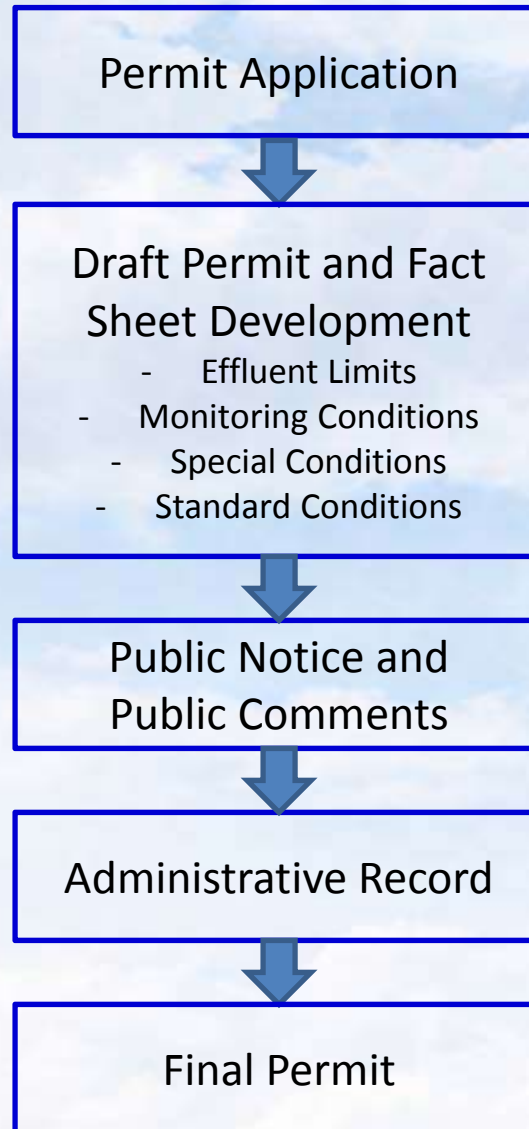 Permit Application
Draft Permit and Fact
Sheet Development
- Effluent Limits
- Monitoring Conditions
- Special Conditions
- Standard Conditions
Public Notice and
Public Comments
Administrative Record
Final Permit